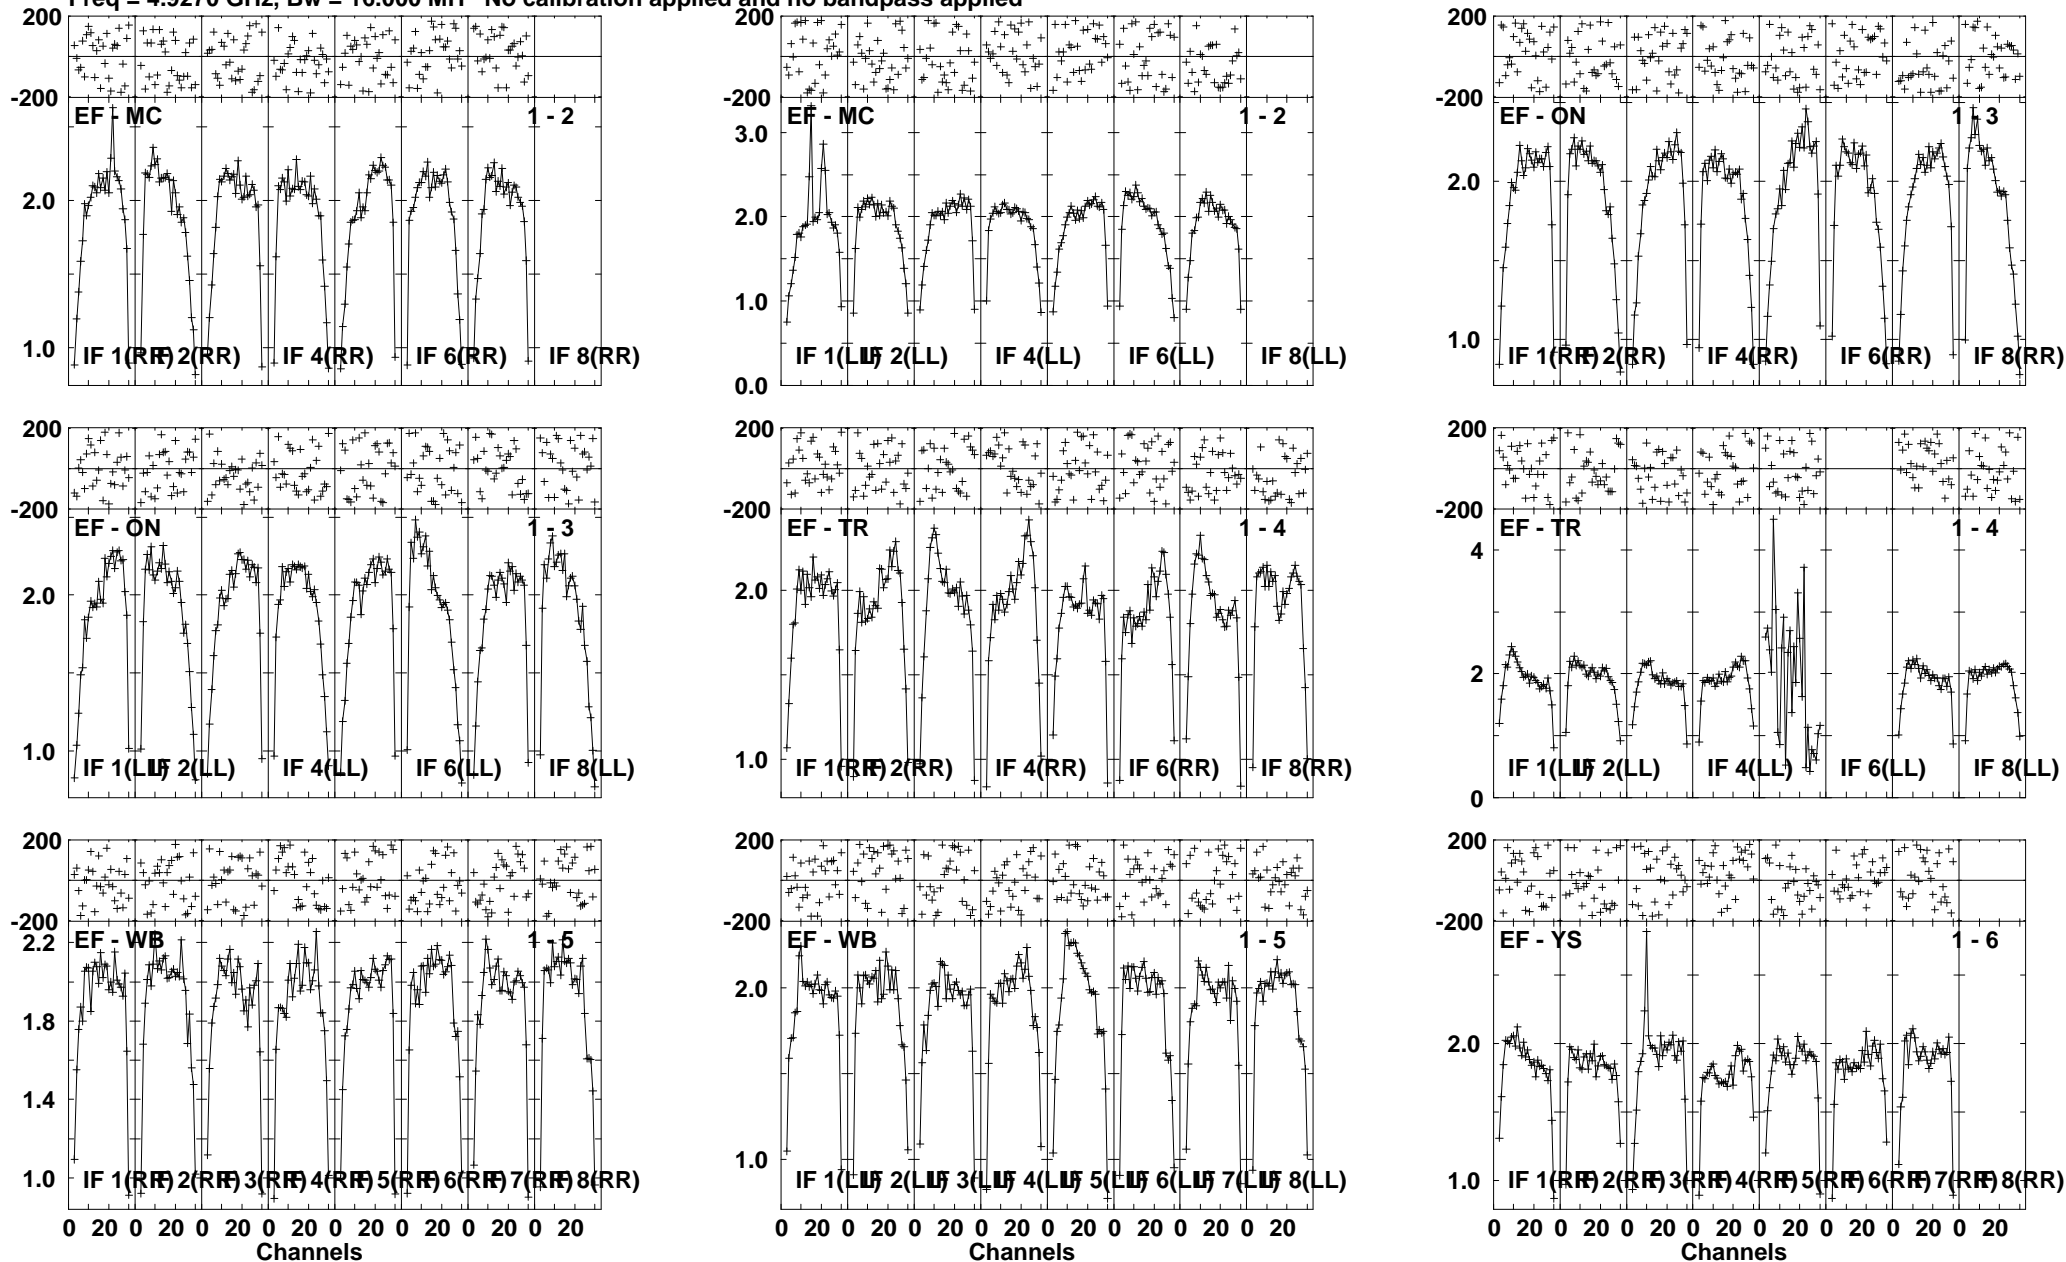 Freq = 4.9270 GHz, Bw = 16.000 MH No calibration applied and no bandpass applied
200 200 200
-200 -200 -200
EF - MC 1 - 2 EF - MC 1 - 2 EF - ON 1 - 3
3.0
2.0 2.0 2.0
1.0 1.0 1.0
IF 1(RR) IF 2(RR) IF 4(RR) IF 6(RR) IF 8(RR) IF 1(LL) IF 2(LL) IF 4(LL) IF 6(LL) IF 8(LL) IF 1(RR) IF 2(RR) IF 4(RR) IF 6(RR) IF 8(RR)
0.0
200 200 200
-200 -200 -200
EF - ON 1 - 3 EF - TR 1 - 4 EF - TR 1 - 4
4
2.0 2.0 2
1.0 1.0
IF 1(LL) IF 2(LL) IF 4(LL) IF 6(LL) IF 8(LL) IF 1(RR) IF 2(RR) IF 4(RR) IF 6(RR) IF 8(RR) IF 1(LL) IF 2(LL) IF 4(LL) IF 6(LL) IF 8(LL)
0
200 200 200
-200 -200 -200
EF - WB 1 - 5 EF - WB 1 - 5 EF - YS 1 - 6
2.2
2.0 2.0 2.0
1.8
1.6
1.4
1.2
1.0 1.0 1.0
IF 1(RR) IF 2(RR) IF 3(RR) IF 4(RR) IF 5(RR) IF 6(RR) IF 7(RR) IF 8(RR) IF 1(LL) IF 2(LL) IF 3(LL) IF 4(LL) IF 5(LL) IF 6(LL) IF 7(LL) IF 8(LL) IF 1(RR) IF 2(RR) IF 3(RR) IF 4(RR) IF 5(RR) IF 6(RR) IF 7(RR) IF 8(RR)
0 20 0 20 0 20 0 20 0 20 0 20 0 20 0 20 0 20 0 20 0 20 0 20 0 20 0 20 0 20 0 20 0 20 0 20 0 20 0 20 0 20 0 20 0 20 0 20
Channels Channels Channels